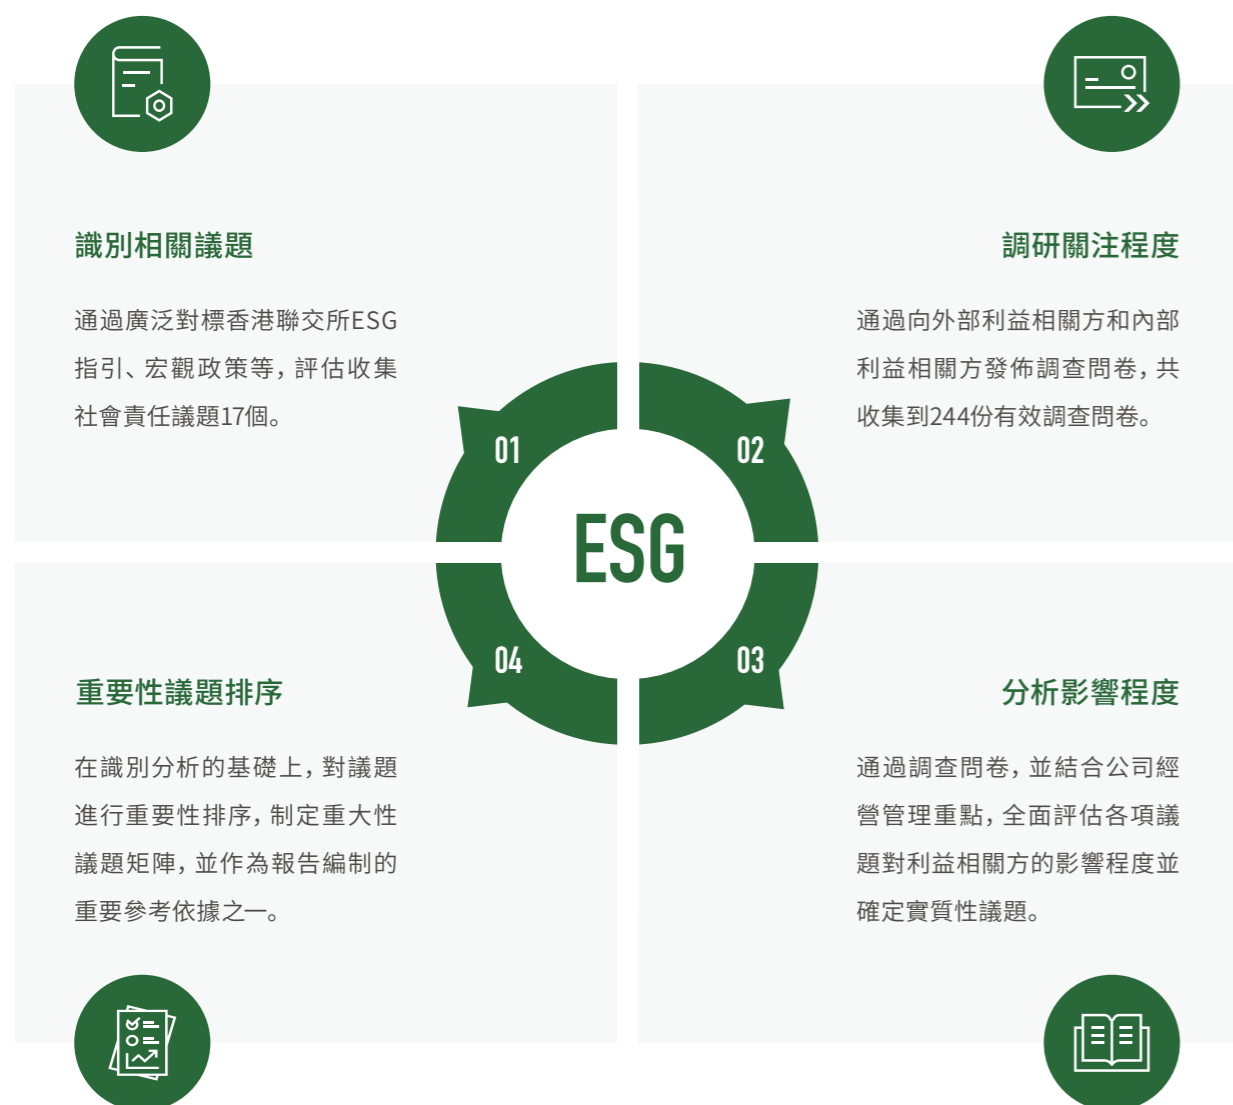 識別相關議題
通過廣泛對標香港聯交所ESG
指引、宏觀政策等，評估收集
社會責任議題17個。
01
調研關注程度
通過向外部利益相關方和內部
利益相關方發佈調查問卷，共
收集到244份有效調查問卷。
02
ESG
04
重要性議題排序
在識別分析的基礎上，對議題
進行重要性排序，制定重大性
議題矩陣，並作為報告編制的
重要參考依據之一。
03
分析影響程度
通過調查問卷，並結合公司經
營管理重點，全面評估各項議
題對利益相關方的影響程度並
確定實質性議題。